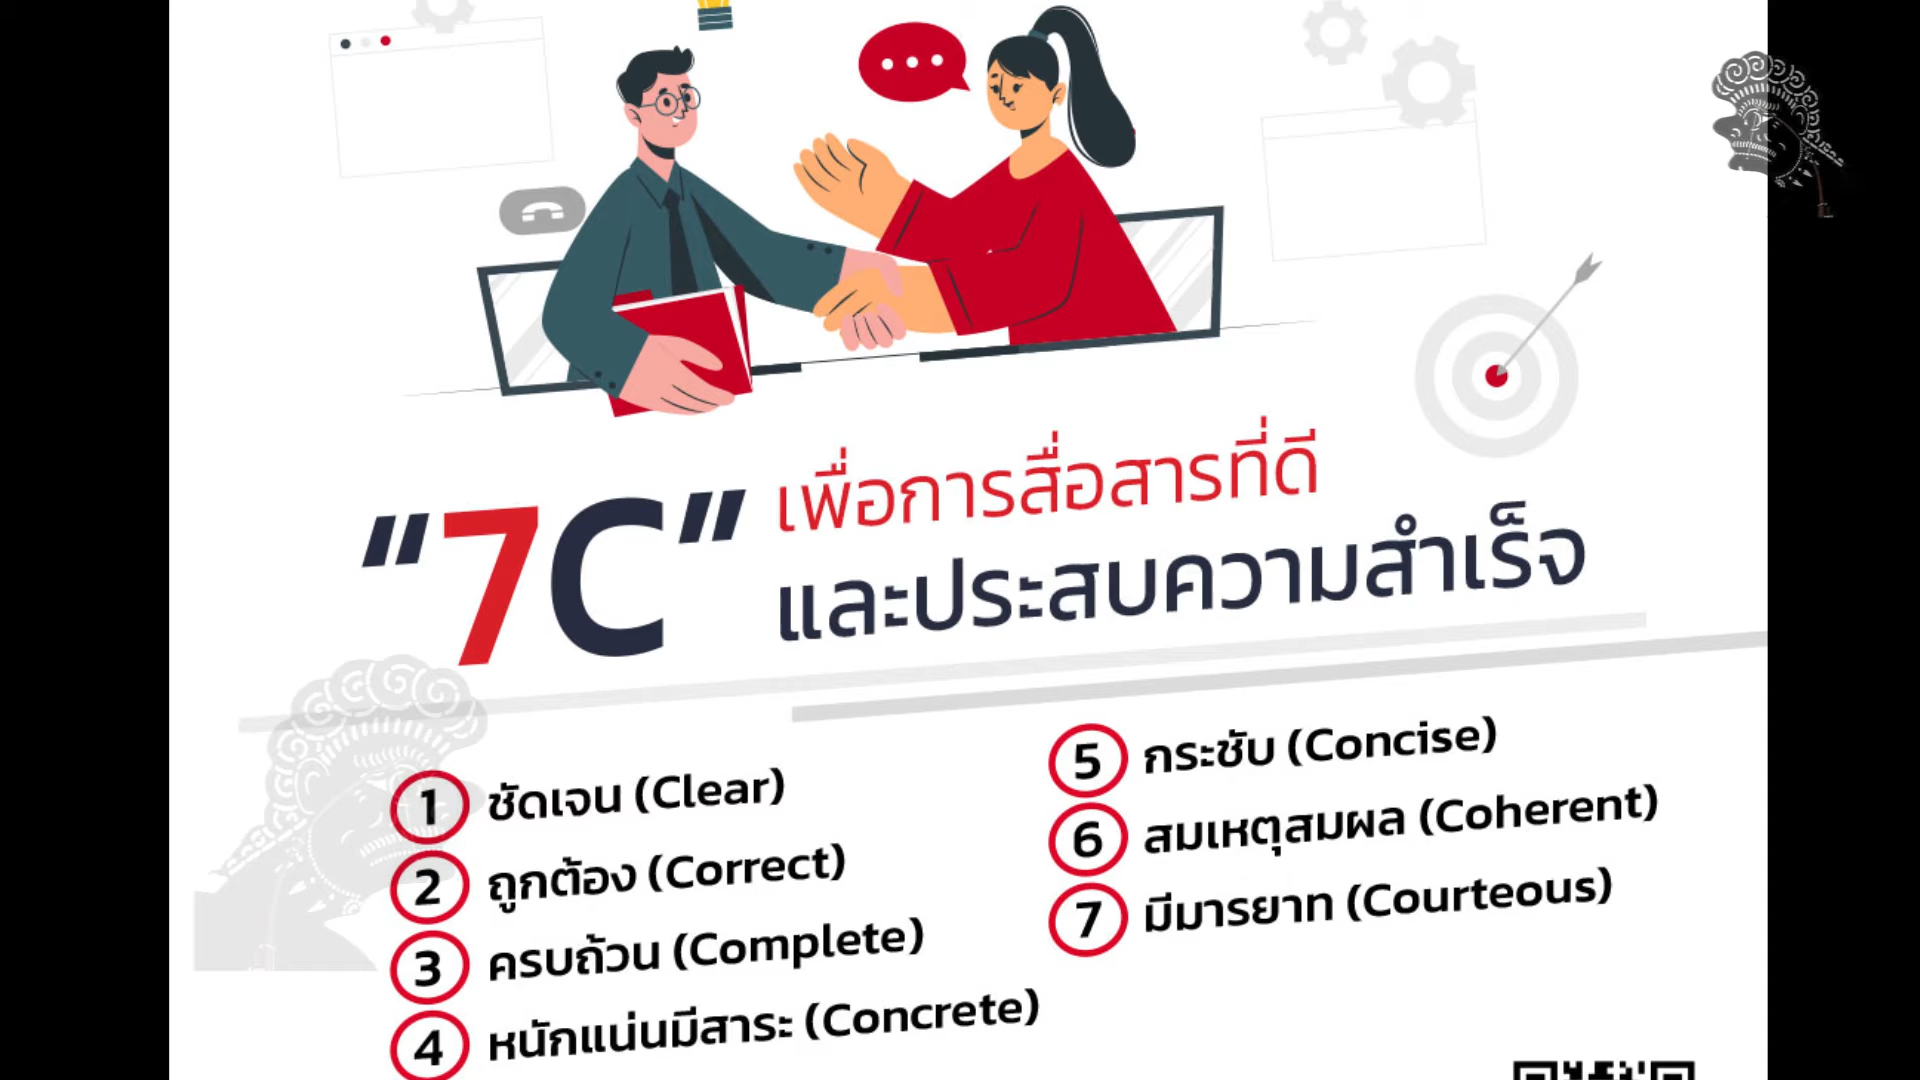 "7C" เพื่อการสื่อสารที่ดี
และประสบความสำเร็จ
1 ชัดเจน (Clear)
2 ถูกต้อง (Correct)
3 ครบถ้วน (Complete)
4 หนักแน่นมีสาระ (Concrete)
5 กระชับ (Concise)
6 สมเหตุสมผล (Coherent)
7 มีมารยาท (Courteous)